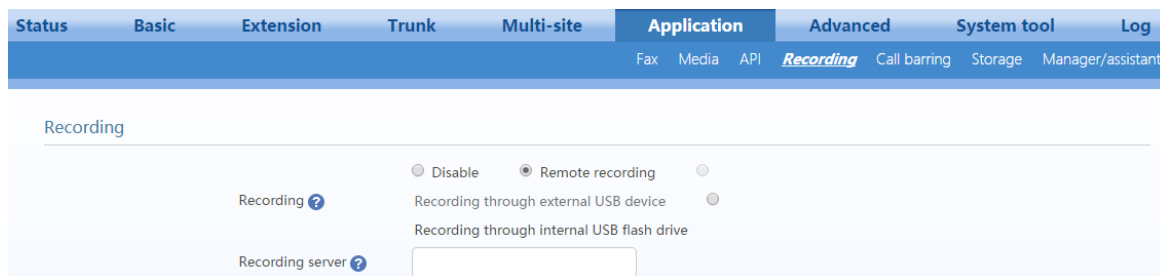 Status Basic Extension Trunk Multi-site Application Advanced System tool Log
Fax Media API Recording Call barring Storage Manager/assistant
Recording
Disable Remote recording
Recording ? Recording through external USB device
Recording through internal USB flash drive
Recording server ?